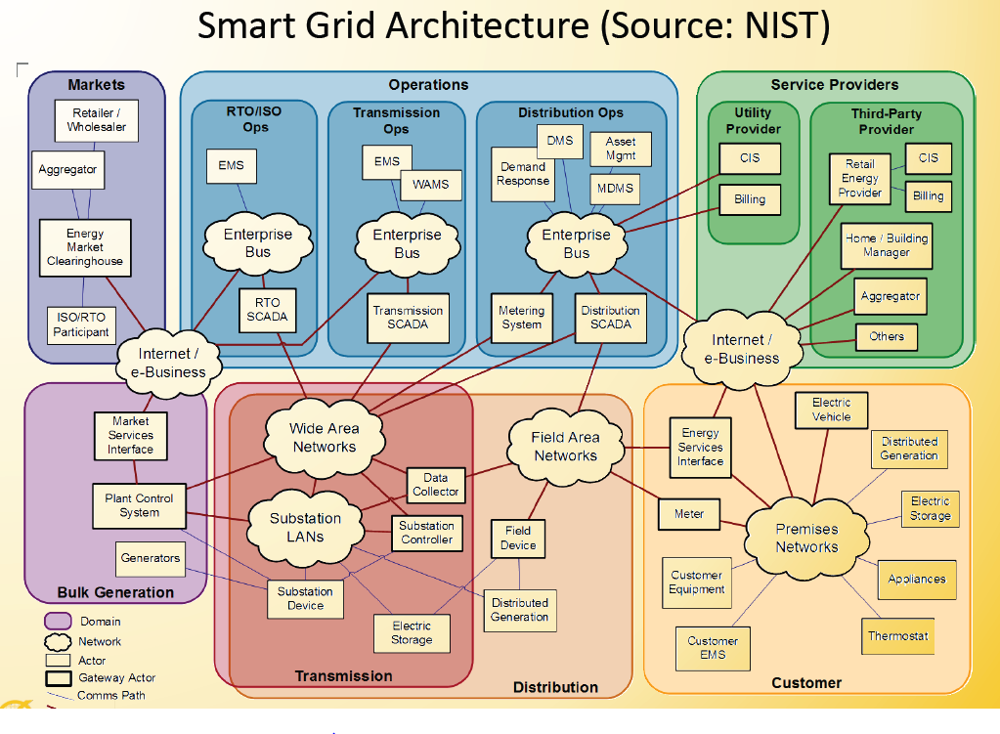 Smart Grid Architecture (Source: NIST)
Markets
Retailer /
Wholesaler
Aggregator
Energy
Market
Clearinghouse
ISO/RTO
Participant
Operations
RTO/ISO
Ops
EMS
Enterprise
Bus
RTO
SCADA
Transmission
Ops
EMS
WAMS
Enterprise
Bus
Transmission
SCADA
Distribution Ops
DMS
Asset
Mgmt
Demand
Response
MDMS
Enterprise
Bus
Metering
System
Distribution
SCADA
Service Providers
Utility
Provider
CIS
Billing
Third-Party
Provider
Retail
Energy
Provider
CIS
Billing
Home / Building
Manager
Aggregator
Others
Internet /
e-Business
Internet /
e-Business
Market
Services
Interface
Plant Control
System
Generators
Bulk Generation
Wide Area
Networks
Substation
LANs
Data
Collector
Substation
Controller
Substation
Device
Electric
Storage
Transmission
Field Area
Networks
Field
Device
Distributed
Generation
Distribution
Energy
Services
Interface
Meter
Electric
Vehicle
Distributed
Generation
Electric
Storage
Premises
Networks
Customer
Equipment
Appliances
Customer
EMS
Thermostat
Customer
Domain
Network
Actor
Gateway Actor
Comms Path